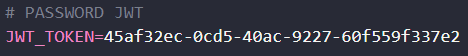 # PASSWORD JWT
JWT_TOKEN=45af32ec-0cd5-40ac-9227-60f559f337e2